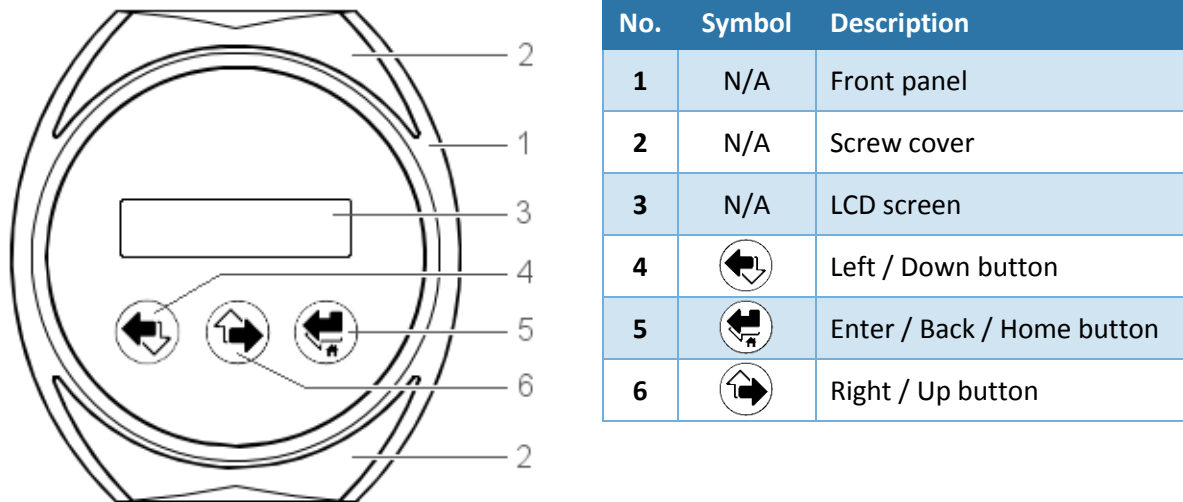 2
1
3
4
5
6
2
No. Symbol Description
1 N/A Front panel
2 N/A Screw cover
3 N/A LCD screen
4 Left / Down button
5 Enter / Back / Home button
6 Right / Up button